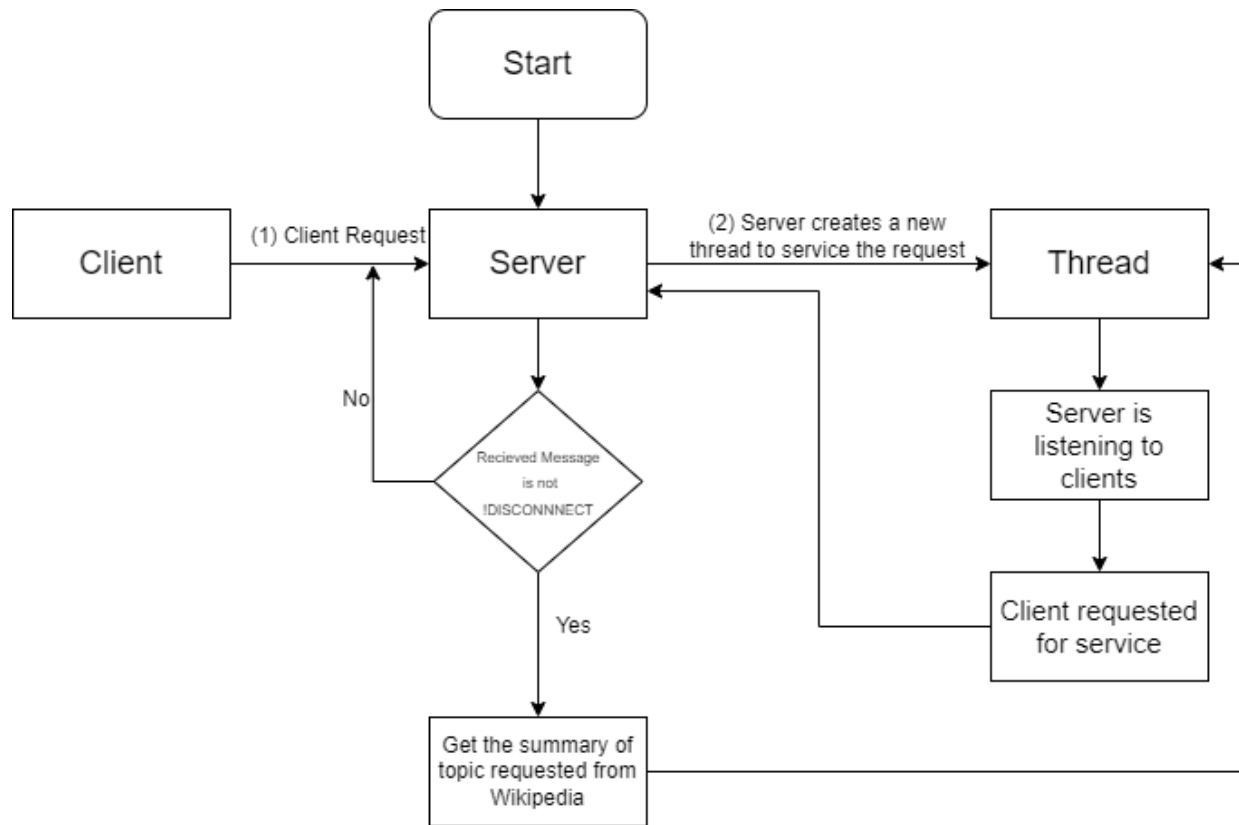 Start
Client
(1) Client Request
Server
(2) Server creates a new
thread to service the request
Thread
No
Recieved Message
is not
!DISCONNNECT
Server is
listening to
clients
Yes
Client requested
for service
Get the summary of
topic requested from
Wikipedia